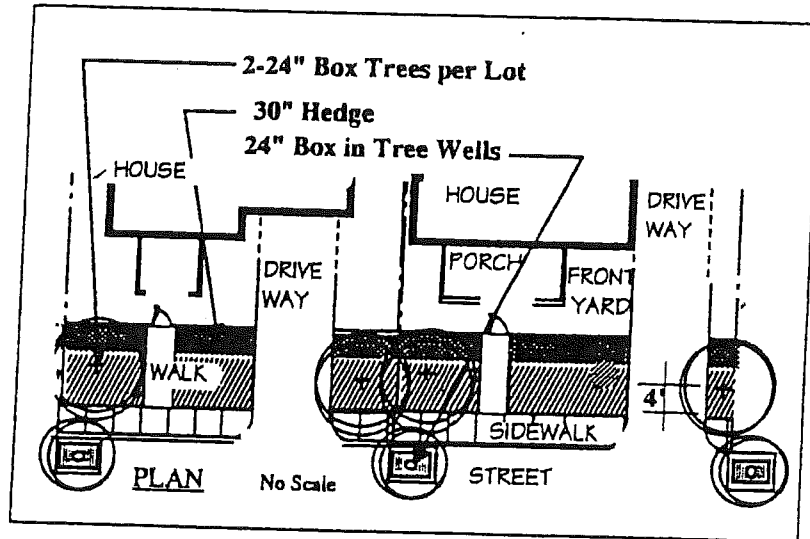 2-24" Box Trees per Lot
30" Hedge
24" Box in Tree Wells
HOUSE
HOUSE
DRIVE
WAY
DRIVE
WAY
PORCH
FRONT
YARD
WALK
4'
SIDEWALK
PLAN
No Scale
STREET